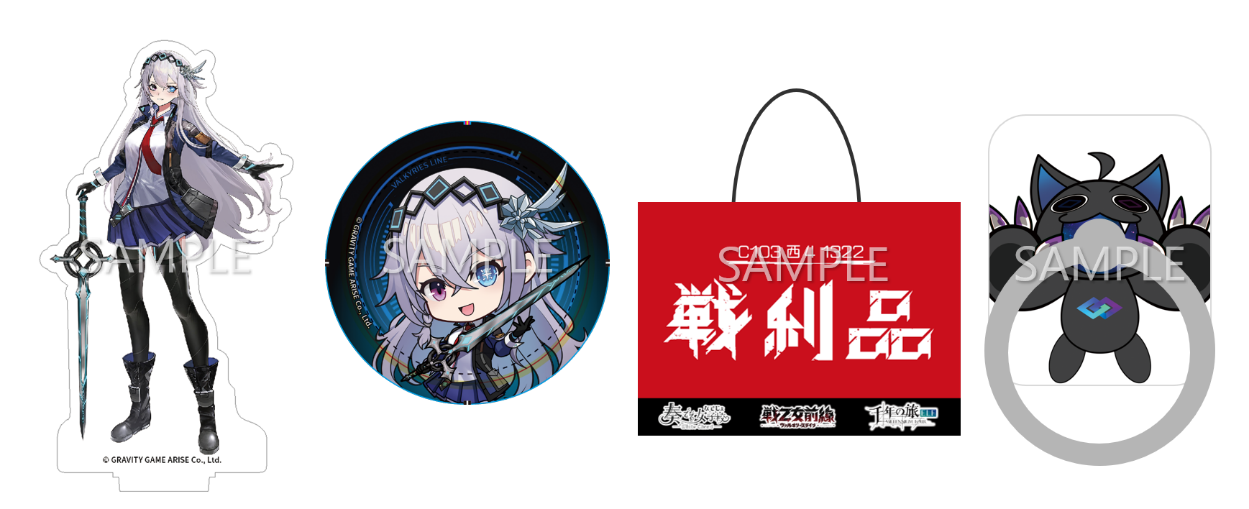 SAMPLE
© GRAVITY GAME ARISE Co., Ltd.
VALKYRIES LINE
© GRAVITY GAME ARISE Co., Ltd.
SAMPLE
C103 西 1322
SAMPLE
戦利品
戦乙女前線
千年の旅
SAMPLE